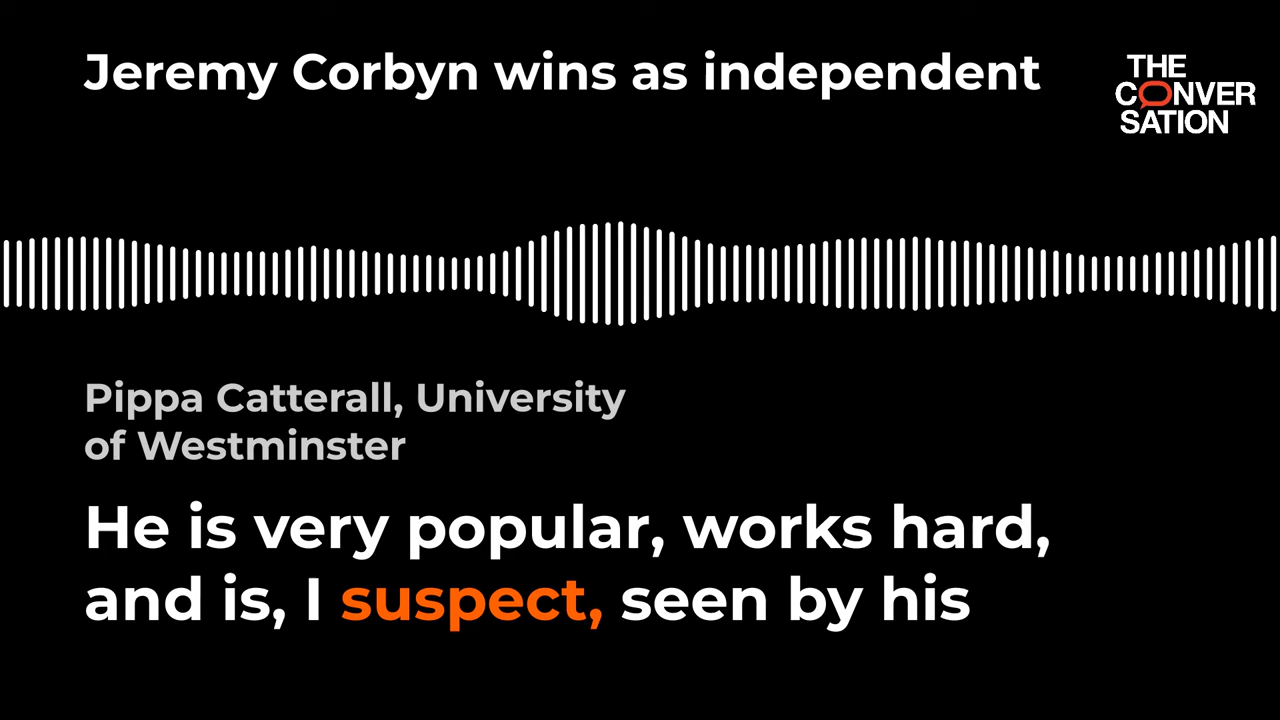 Jeremy Corbyn wins as independent
THE
CONVER
SATION
Pippa Catterall, University
of Westminster
He is very popular, works hard,
and is, I suspect, seen by his